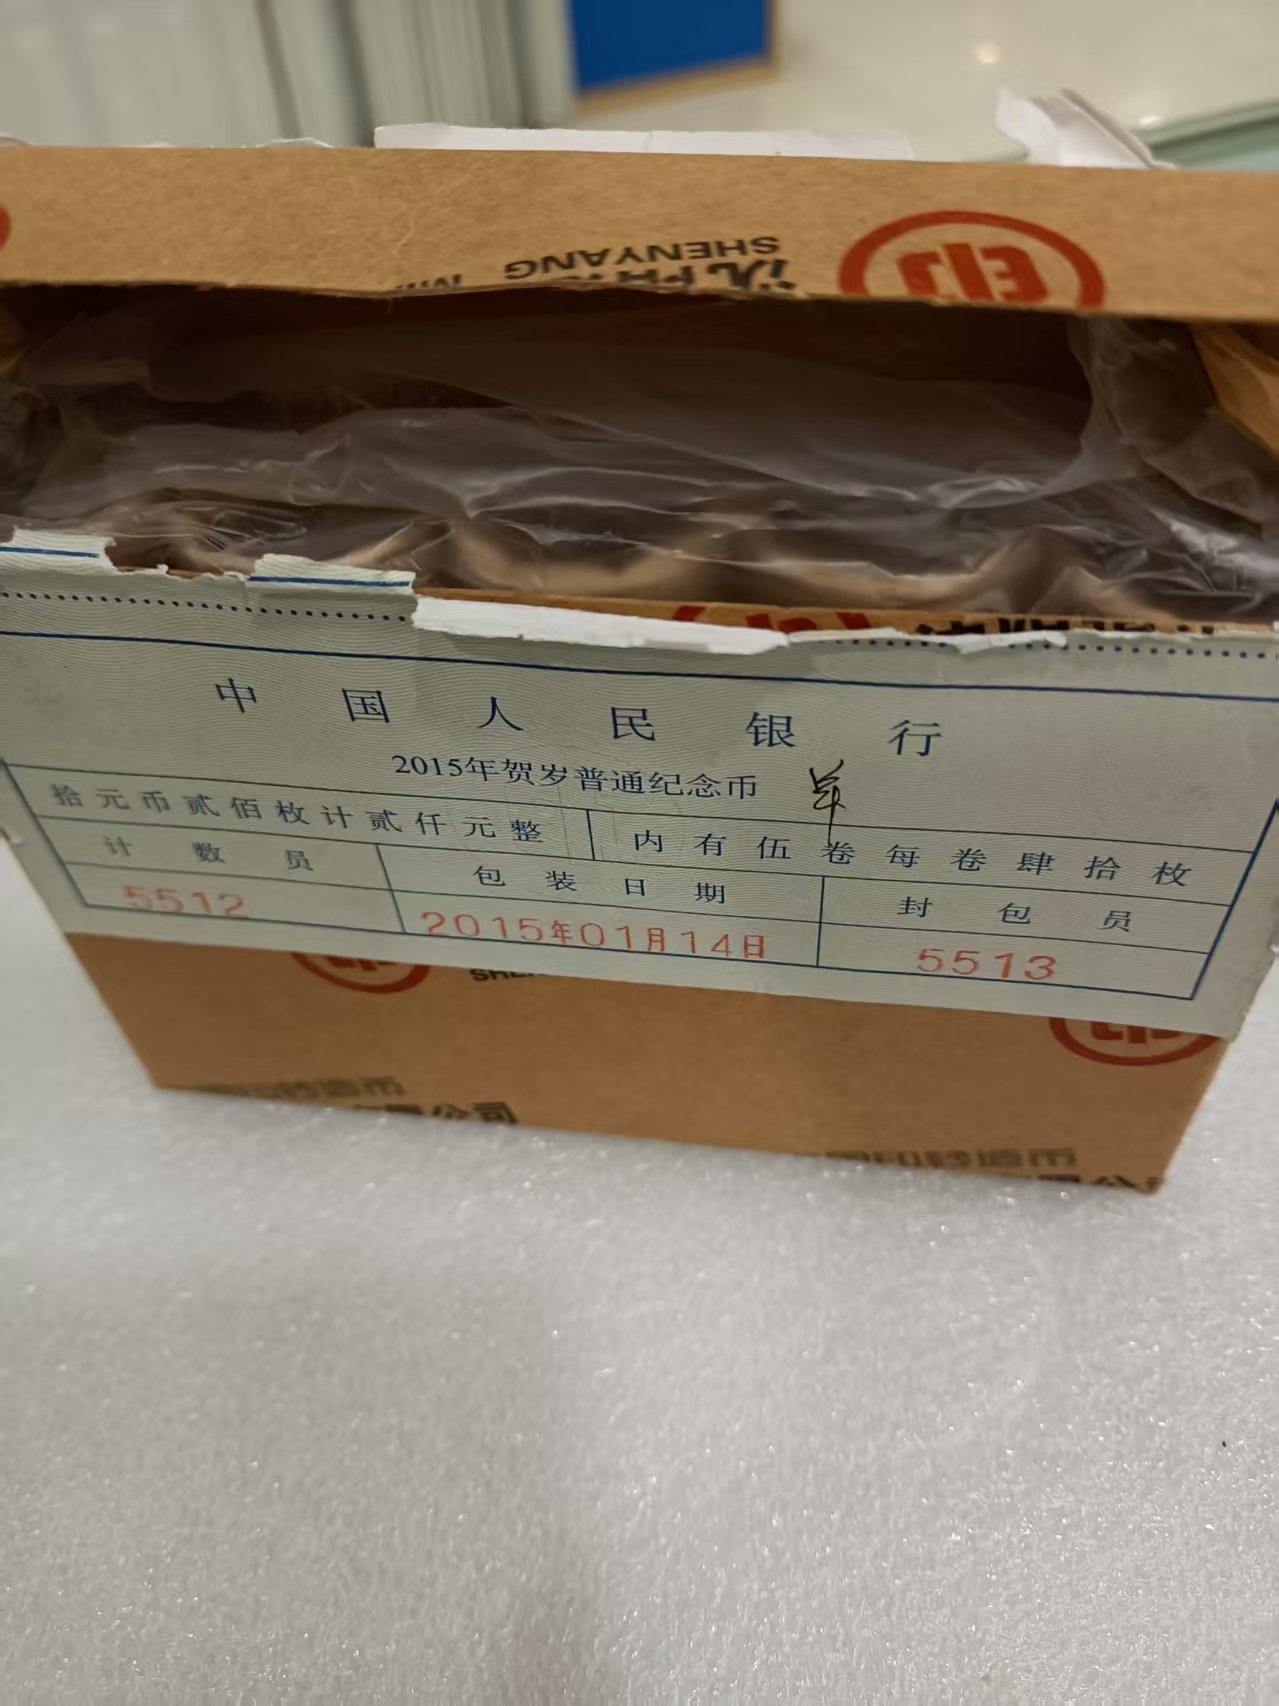 SHENYANG
中国人民银行
2015年贺岁普通纪念币 羊
拾元币贰佰枚计贰仟元整 内有伍卷每卷肆拾枚
计数员 包装日期 封包员
5512 2015年01月14日 5513
公司